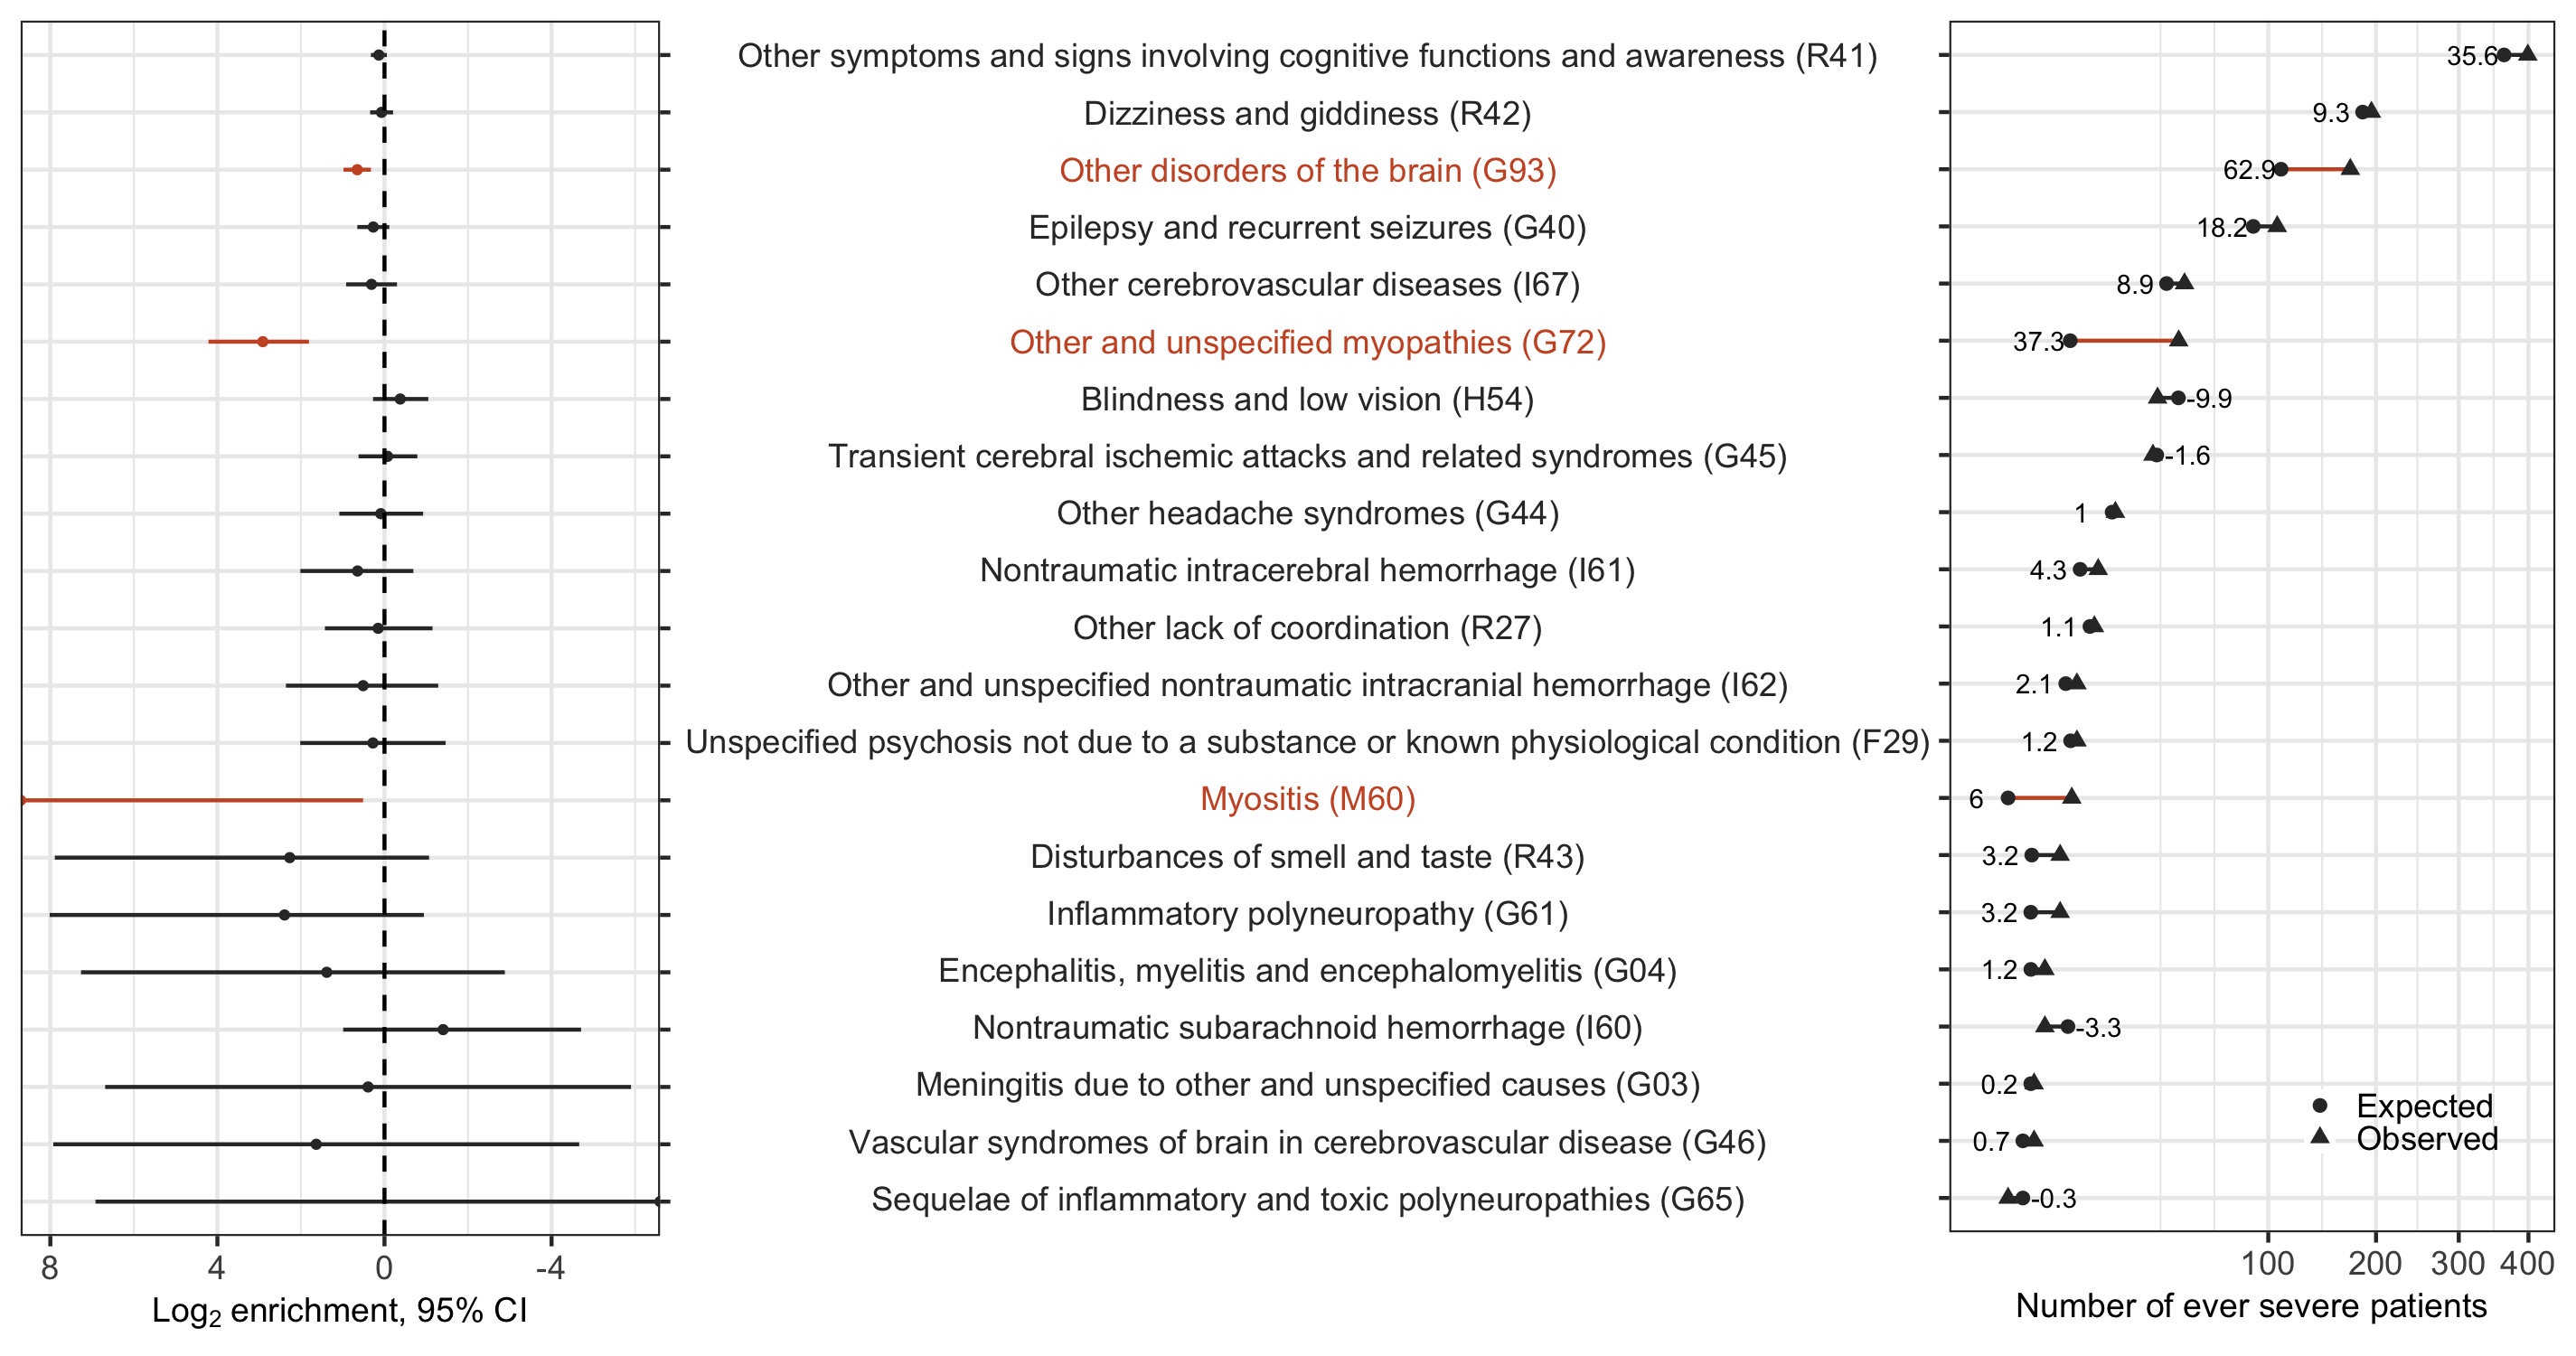 Other symptoms and signs involving cognitive functions and awareness (R41) 35.6
Dizziness and giddiness (R42) 9.3
Other disorders of the brain (G93) 62.9
Epilepsy and recurrent seizures (G40) 18.2
Other cerebrovascular diseases (I67) 8.9
Other and unspecified myopathies (G72) 37.3
Blindness and low vision (H54) -9.9
Transient cerebral ischemic attacks and related syndromes (G45) -1.6
Other headache syndromes (G44) 1
Nontraumatic intracerebral hemorrhage (I61) 4.3
Other lack of coordination (R27) 1.1
Other and unspecified nontraumatic intracranial hemorrhage (I62) 2.1
Unspecified psychosis not due to a substance or known physiological condition (F29) 1.2
Myositis (M60) 6
Disturbances of smell and taste (R43) 3.2
Inflammatory polyneuropathy (G61) 3.2
Encephalitis, myelitis and encephalomyelitis (G04) 1.2
Nontraumatic subarachnoid hemorrhage (I60) -3.3
Meningitis due to other and unspecified causes (G03) 0.2
Vascular syndromes of brain in cerebrovascular disease (G46) 0.7
Sequelae of inflammatory and toxic polyneuropathies (G65) -0.3
Expected
Observed
8 4 0 -4
Log₂ enrichment, 95% CI
100 200 300 400
Number of ever severe patients